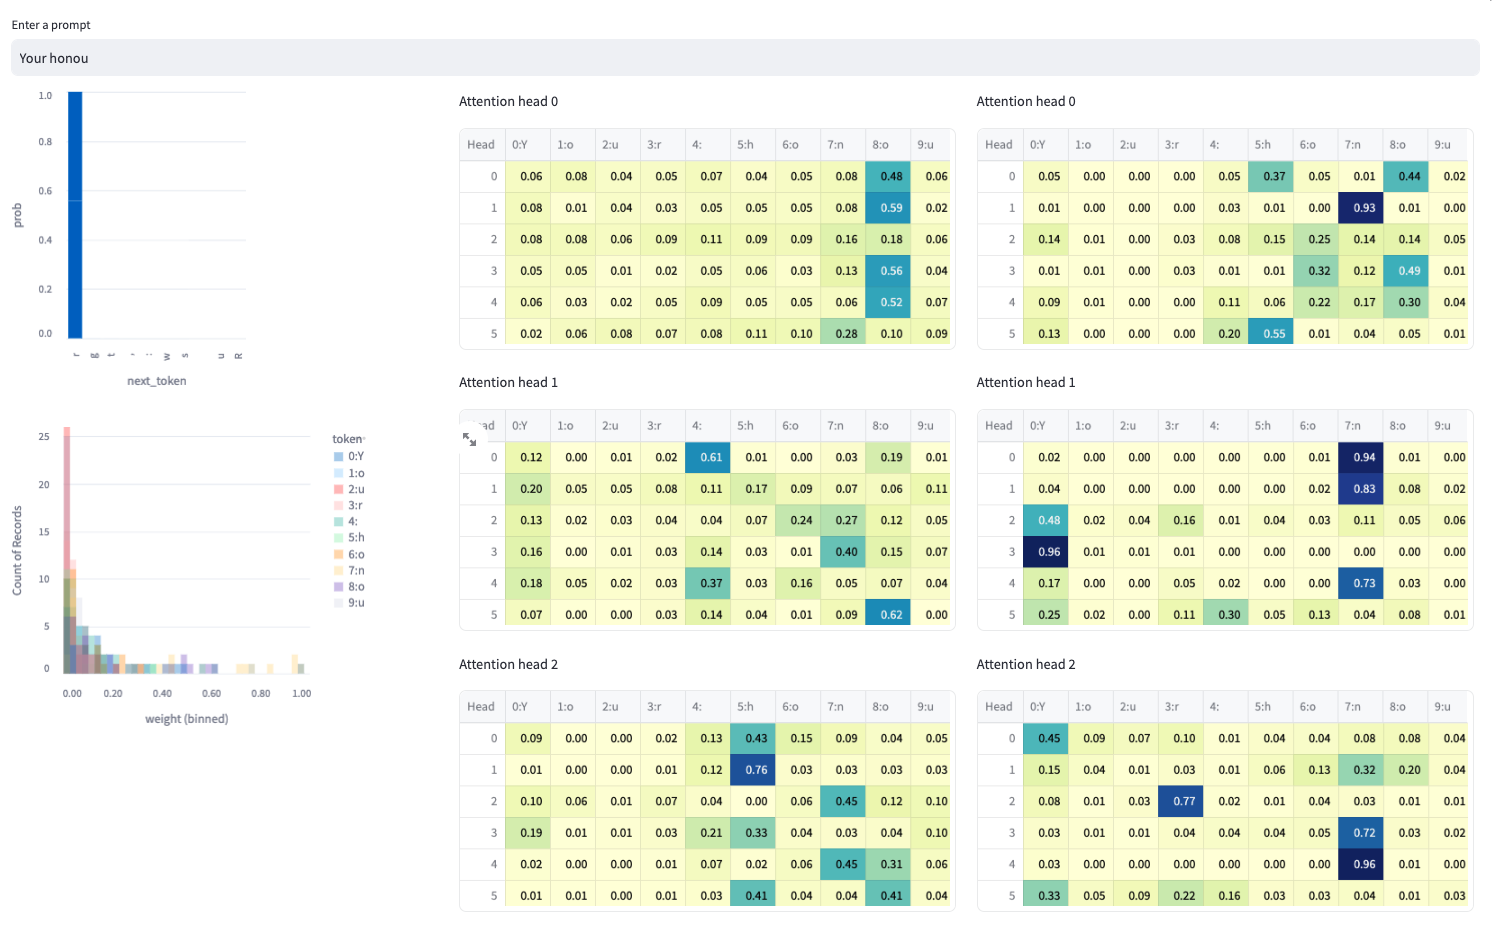 Enter a prompt
Your honou
1.0
0.8
0.6
0.4
0.2
0.0
prob
r g t ' : w s u R
next_token
25
20
15
10
5
0
Count of Records
0.00 0.20 0.40 0.60 0.80 1.00
weight (binned)
token
0:Y
1:o
2:u
3:r
4:
5:h
6:o
7:n
8:o
9:u
Attention head 0
Head 0:Y 1:o 2:u 3:r 4: 5:h 6:o 7:n 8:o 9:u
0 0.06 0.08 0.04 0.05 0.07 0.04 0.05 0.08 0.48 0.06
1 0.08 0.01 0.04 0.03 0.05 0.05 0.05 0.08 0.59 0.02
2 0.08 0.08 0.06 0.09 0.11 0.09 0.09 0.16 0.18 0.06
3 0.05 0.05 0.01 0.02 0.05 0.06 0.03 0.13 0.56 0.04
4 0.06 0.03 0.02 0.05 0.09 0.05 0.05 0.06 0.52 0.07
5 0.02 0.06 0.08 0.07 0.08 0.11 0.10 0.28 0.10 0.09
Attention head 0
Head 0:Y 1:o 2:u 3:r 4: 5:h 6:o 7:n 8:o 9:u
0 0.05 0.00 0.00 0.00 0.05 0.37 0.05 0.01 0.44 0.02
1 0.01 0.00 0.00 0.00 0.03 0.01 0.00 0.93 0.01 0.00
2 0.14 0.01 0.00 0.03 0.08 0.15 0.25 0.14 0.14 0.05
3 0.01 0.01 0.00 0.03 0.01 0.01 0.32 0.12 0.49 0.01
4 0.09 0.01 0.00 0.00 0.11 0.06 0.22 0.17 0.30 0.04
5 0.13 0.00 0.00 0.00 0.20 0.55 0.01 0.04 0.05 0.01
Attention head 1
ead 0:Y 1:o 2:u 3:r 4: 5:h 6:o 7:n 8:o 9:u
0 0.12 0.00 0.01 0.02 0.61 0.01 0.00 0.03 0.19 0.01
1 0.20 0.05 0.05 0.08 0.11 0.17 0.09 0.07 0.06 0.11
2 0.13 0.02 0.03 0.04 0.04 0.07 0.24 0.27 0.12 0.05
3 0.16 0.00 0.01 0.03 0.14 0.03 0.01 0.40 0.15 0.07
4 0.18 0.05 0.02 0.03 0.37 0.03 0.16 0.05 0.07 0.04
5 0.07 0.00 0.00 0.03 0.14 0.04 0.01 0.09 0.62 0.00
Attention head 1
Head 0:Y 1:o 2:u 3:r 4: 5:h 6:o 7:n 8:o 9:u
0 0.02 0.00 0.00 0.00 0.00 0.00 0.01 0.94 0.01 0.00
1 0.04 0.00 0.00 0.00 0.00 0.00 0.02 0.83 0.08 0.02
2 0.48 0.02 0.04 0.16 0.01 0.04 0.03 0.11 0.05 0.06
3 0.96 0.01 0.01 0.01 0.00 0.00 0.00 0.00 0.00 0.00
4 0.17 0.00 0.00 0.05 0.02 0.00 0.00 0.73 0.03 0.00
5 0.25 0.02 0.00 0.11 0.30 0.05 0.13 0.04 0.08 0.01
Attention head 2
Head 0:Y 1:o 2:u 3:r 4: 5:h 6:o 7:n 8:o 9:u
0 0.09 0.00 0.00 0.02 0.13 0.43 0.15 0.09 0.04 0.05
1 0.01 0.00 0.00 0.01 0.12 0.76 0.03 0.03 0.03 0.03
2 0.10 0.06 0.01 0.07 0.04 0.00 0.06 0.45 0.12 0.10
3 0.19 0.01 0.01 0.03 0.21 0.33 0.04 0.03 0.04 0.10
4 0.02 0.00 0.00 0.01 0.07 0.02 0.06 0.45 0.31 0.06
5 0.01 0.01 0.00 0.01 0.03 0.41 0.04 0.04 0.41 0.04
Attention head 2
Head 0:Y 1:o 2:u 3:r 4: 5:h 6:o 7:n 8:o 9:u
0 0.45 0.09 0.07 0.10 0.01 0.04 0.04 0.08 0.08 0.04
1 0.15 0.04 0.01 0.03 0.01 0.06 0.13 0.32 0.20 0.04
2 0.08 0.01 0.03 0.77 0.02 0.01 0.04 0.03 0.01 0.01
3 0.03 0.01 0.01 0.04 0.04 0.04 0.05 0.72 0.03 0.02
4 0.03 0.00 0.00 0.00 0.00 0.00 0.00 0.96 0.01 0.00
5 0.33 0.05 0.09 0.22 0.16 0.03 0.03 0.04 0.01 0.03